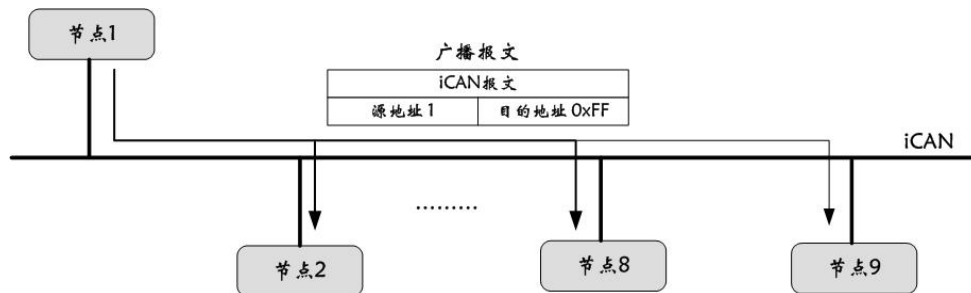 节点1
广播报文
iCAN报文
源地址1 目的地址0xFF
iCAN
………
节点2
节点8
节点9